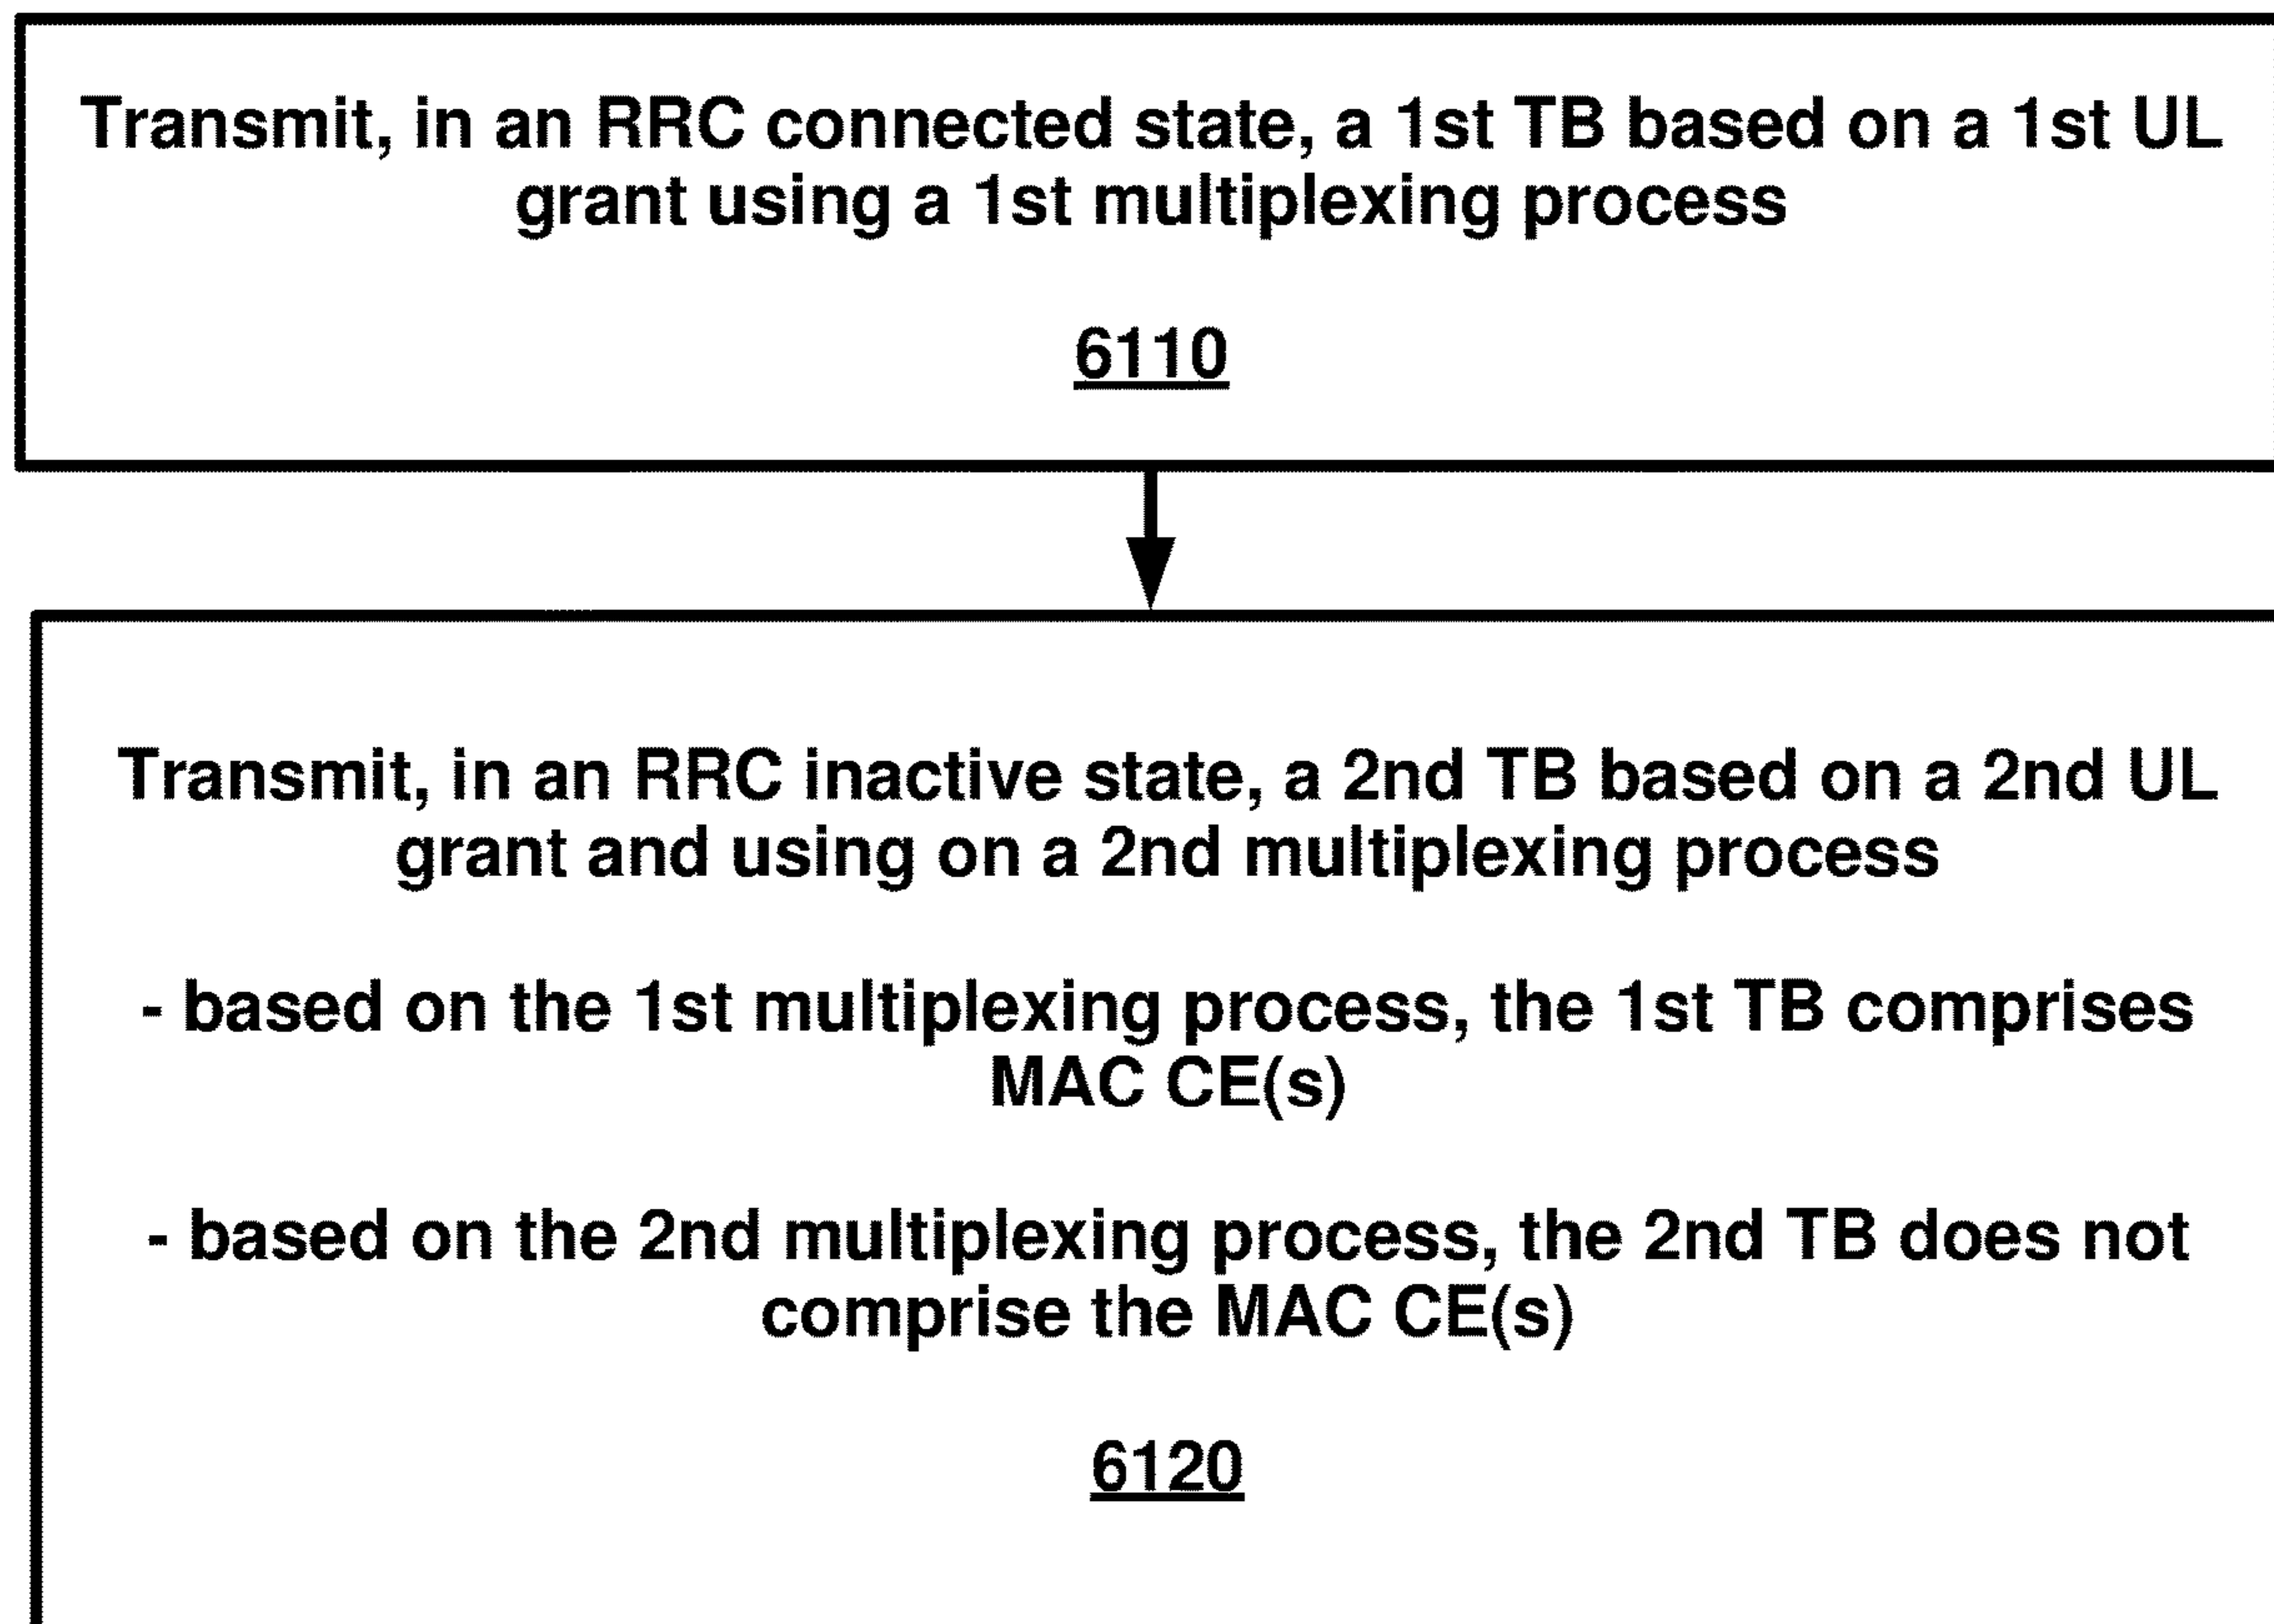 Transmit, in an RRC connected state, a 1st TB based on a 1st UL
grant using a 1st multiplexing process
6110
Transmit, in an RRC inactive state, a 2nd TB based on a 2nd UL
grant and using on a 2nd multiplexing process
- based on the 1st multiplexing process, the 1st TB comprises
MAC CE(s)
- based on the 2nd multiplexing process, the 2nd TB does not
comprise the MAC CE(s)
6120